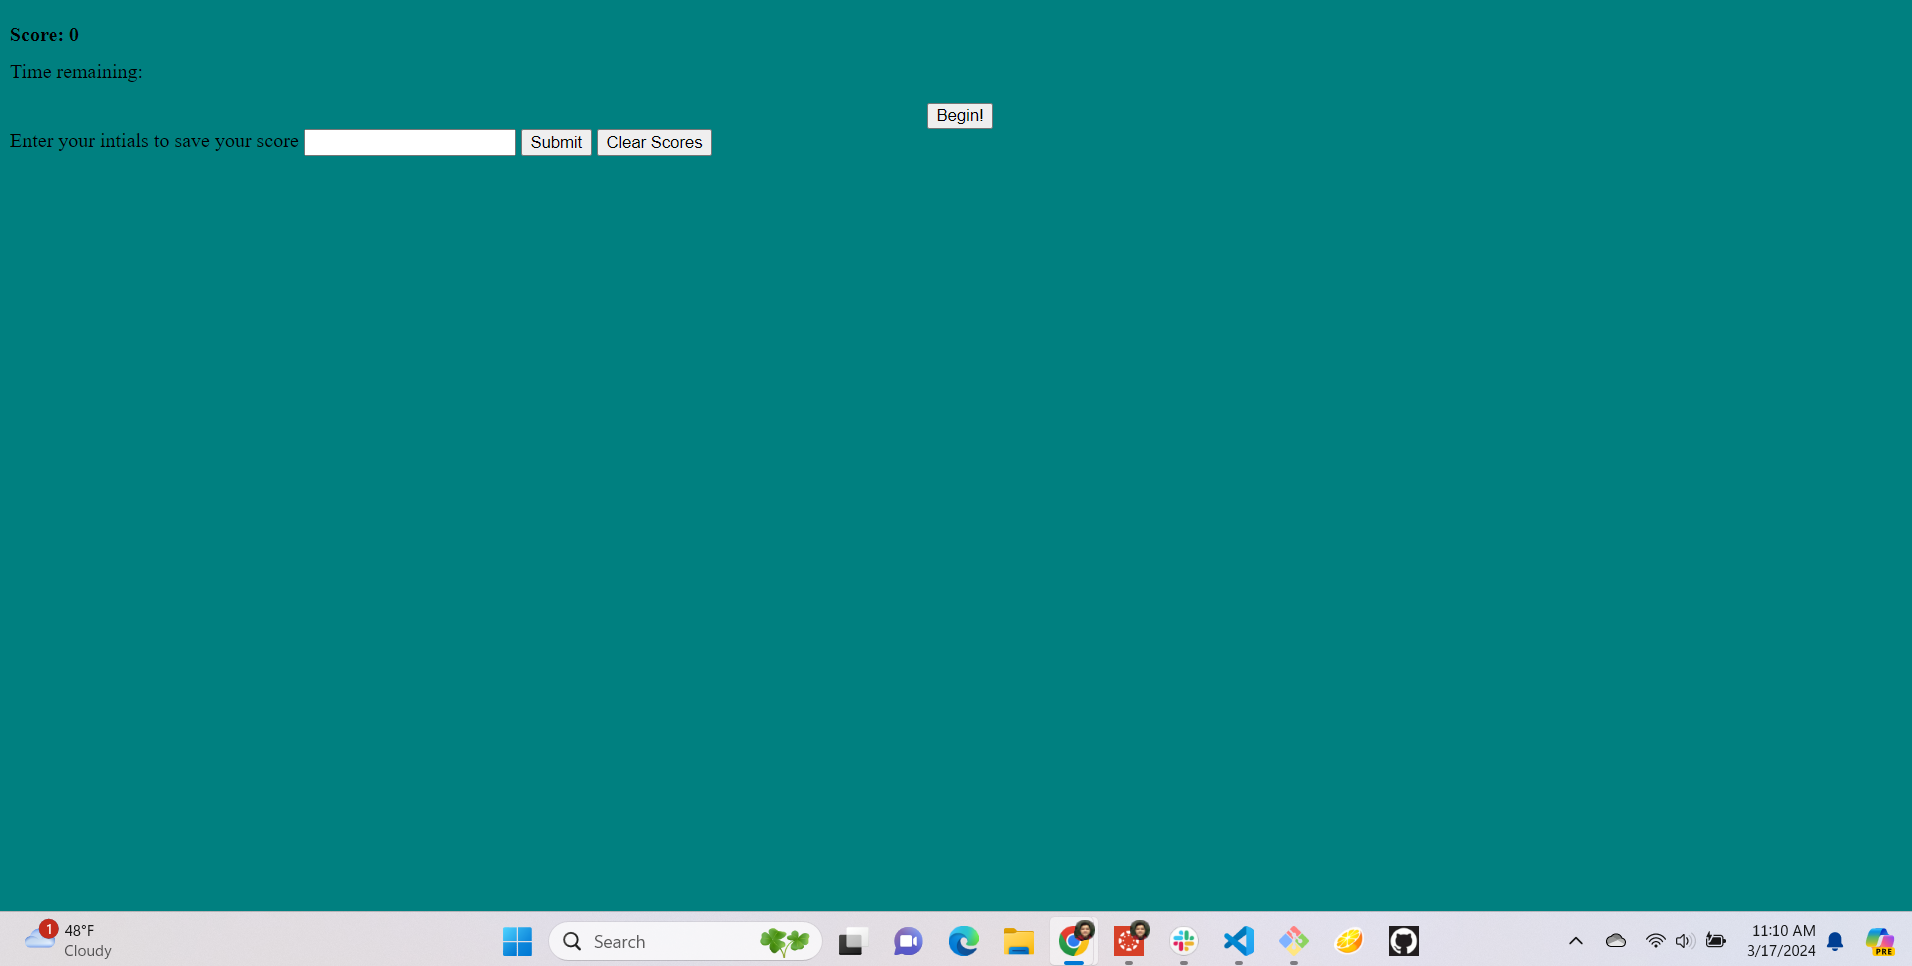 Score: 0
Time remaining:
Begin!
Enter your intials to save your score Submit Clear Scores
1 48°F
Cloudy
Search
11:10 AM
3/17/2024
PRE